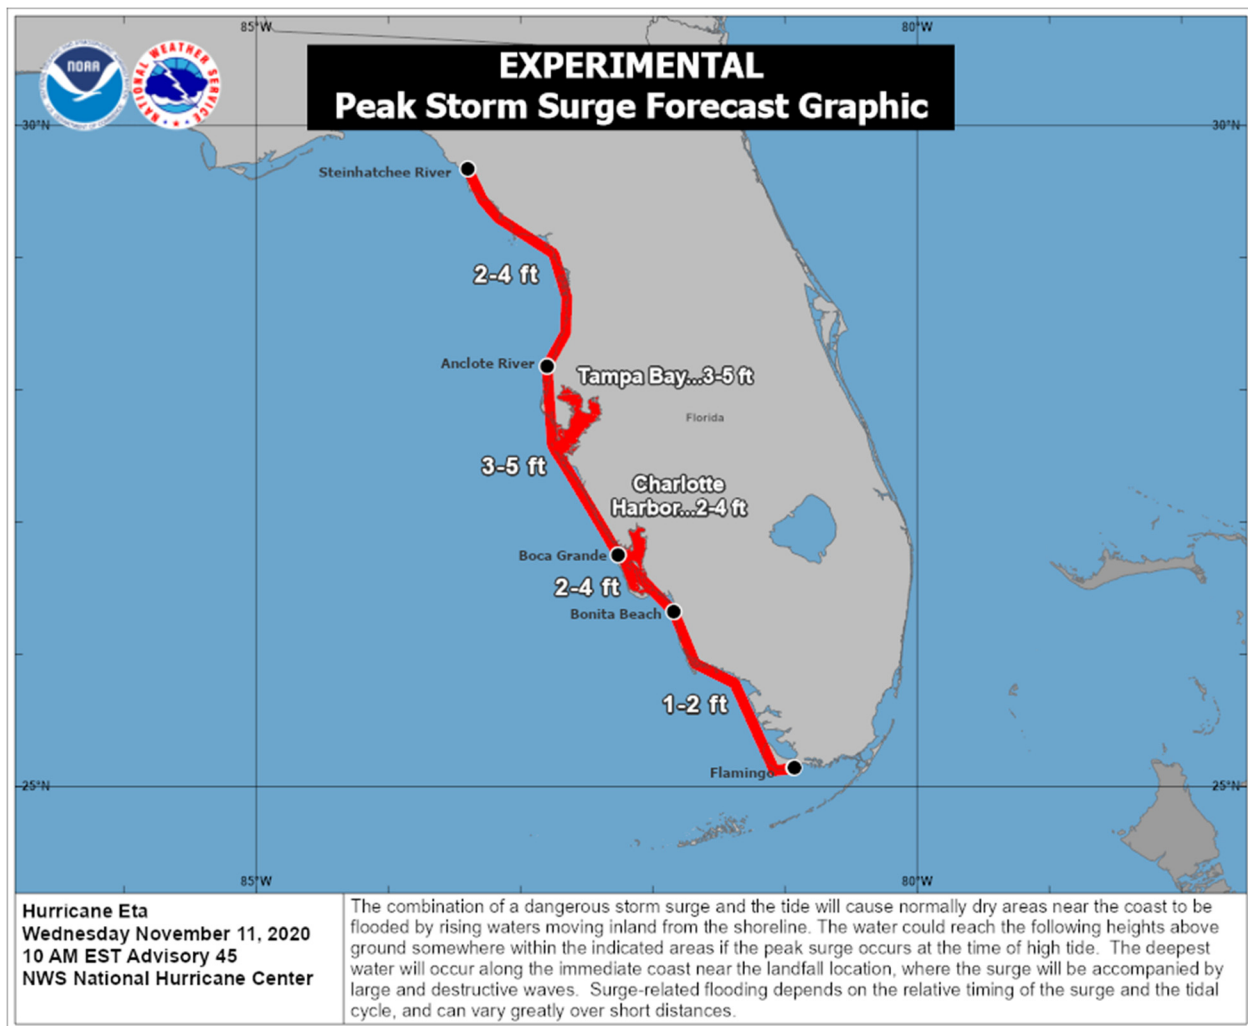 85°W
80°W
NOAA
NATIONAL WEATHER SERVICE
EXPERIMENTAL
Peak Storm Surge Forecast Graphic
30°N
30°N
Steinhatchee River
2-4 ft
Anclote River
Tampa Bay...3-5 ft
Florida
3-5 ft
Charlotte
Harbor...2-4 ft
Boca Grande
2-4 ft
Bonita Beach
1-2 ft
Flamingo
25°N
25°N
85°W
80°W
Hurricane Eta
Wednesday November 11, 2020
10 AM EST Advisory 45
NWS National Hurricane Center
The combination of a dangerous storm surge and the tide will cause normally dry areas near the coast to be
flooded by rising waters moving inland from the shoreline. The water could reach the following heights above
ground somewhere within the indicated areas if the peak surge occurs at the time of high tide. The deepest
water will occur along the immediate coast near the landfall location, where the surge will be accompanied by
large and destructive waves. Surge-related flooding depends on the relative timing of the surge and the tidal
cycle, and can vary greatly over short distances.